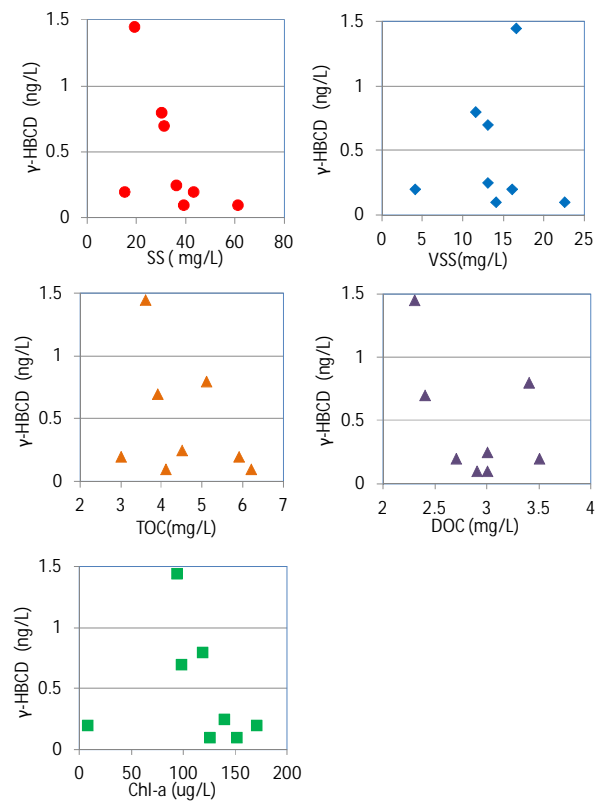 1.5
1
0.5
0
γ-HBCD (ng/L)
0 20 40 60 80
SS ( mg/L)
1.5
1
0.5
0
γ-HBCD (ng/L)
0 5 10 15 20 25
VSS(mg/L)
1.5
1
0.5
0
γ-HBCD (ng/L)
2 3 4 5 6 7
TOC(mg/L)
1.5
1
0.5
0
γ-HBCD (ng/L)
2 2.5 3 3.5 4
DOC (mg/L)
1.5
1
0.5
0
γ-HBCD (ng/L)
0 50 100 150 200
Chl-a (ug/L)